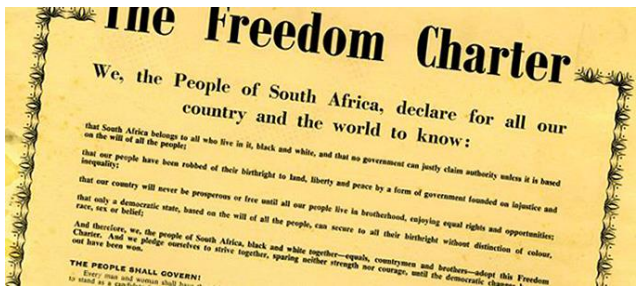 The Freedom Charter
We, the People of South Africa, declare for all our
country and the world to know:
that South Africa belongs to all who live in it, black and white, and that no government can justly claim authority unless it is based
on the will of all the people;
that our people have been robbed of their birthright to land, liberty and peace by a form of government founded on injustice and
inequality;
that our country will never be prosperous or free until all our people live in brotherhood, enjoying equal rights and opportunities;
that only a democratic state, based on the will of all the people, can secure to all their birthright without distinction of colour,
race, sex or belief;
And therefore, we, the people of South Africa, black and white together—equals, countrymen and brothers—adopt this Freedom
Charter. And we pledge ourselves to strive together, sparing neither strength nor courage, until the democratic changes
out have been won.
THE PEOPLE SHALL GOVERN!
Every man and woman shall have
to stand as a